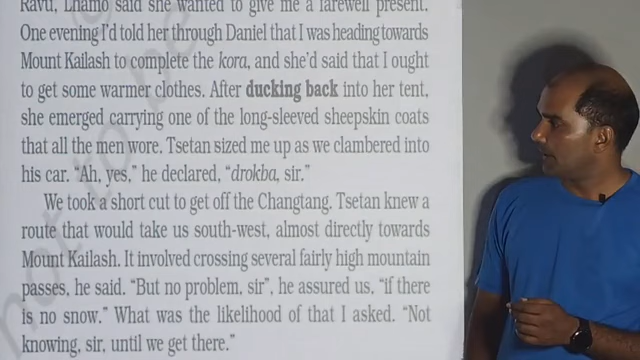 Ravu, Lhamo said she wanted to give me a farewell present.
One evening I'd told her through Daniel that I was heading towards
Mount Kailash to complete the kora, and she'd said that I ought
to get some warmer clothes. After ducking back into her tent,
she emerged carrying one of the long-sleeved sheepskin coats
that all the men wore. Tsetan sized me up as we clambered into
his car. “Ah, yes,” he declared, “drokba, sir.”
We took a short cut to get off the Changtang. Tsetan knew a
route that would take us south-west, almost directly towards
Mount Kailash. It involved crossing several fairly high mountain
passes, he said. “But no problem, sir”, he assured us, “if there
is no snow.” What was the likelihood of that I asked. “Not
knowing, sir, until we get there.”
not to be